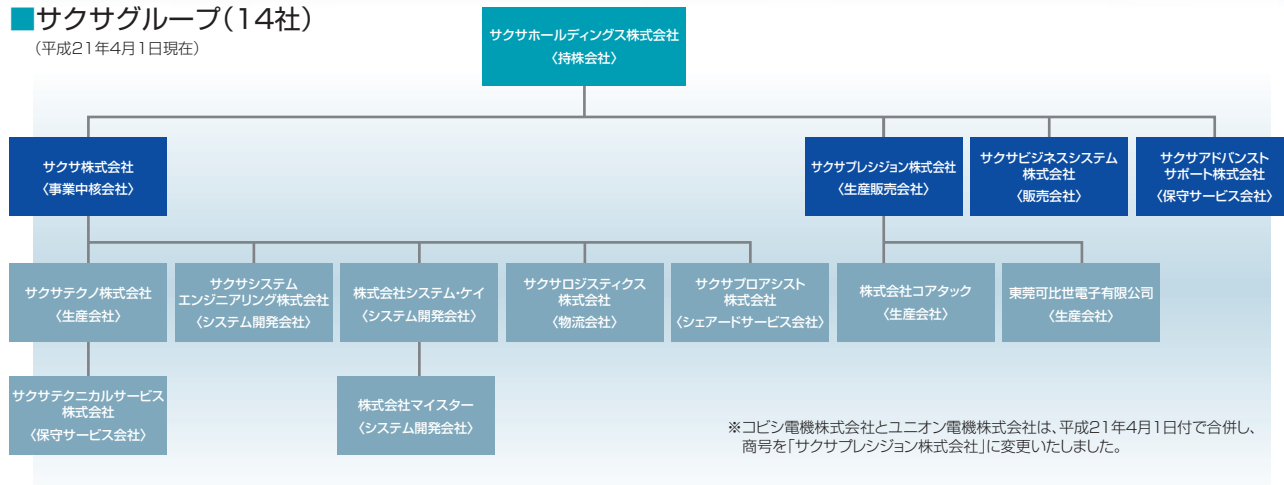 ■サクサグループ(14社)
(平成21年4月1日現在)
サクサホールディングス株式会社
〈持株会社〉
サクサ株式会社
〈事業中核会社〉
サクサプレシジョン株式会社
〈生産販売会社〉
サクサビジネスシステム
株式会社
〈販売会社〉
サクサアドバンスト
サポート株式会社
〈保守サービス会社〉
サクサテクノ株式会社
〈生産会社〉
サクサシステム
エンジニアリング株式会社
〈システム開発会社〉
株式会社システム・ケイ
〈システム開発会社〉
サクサロジスティクス
株式会社
〈物流会社〉
サクサプロアシスト
株式会社
〈シェアードサービス会社〉
株式会社コアタック
〈生産会社〉
東莞可比世電子有限公司
〈生産会社〉
サクサテクニカルサービス
株式会社
〈保守サービス会社〉
株式会社マイスター
〈システム開発会社〉
※コビシ電機株式会社とユニオン電機株式会社は、平成21年4月1日付で合併し、
商号を「サクサプレシジョン株式会社」に変更いたしました。